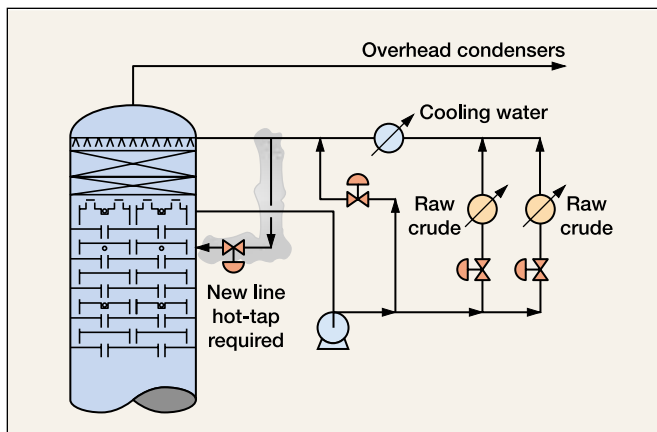 Overhead condensers
Cooling water
Raw
crude
Raw
crude
New line
hot-tap
required